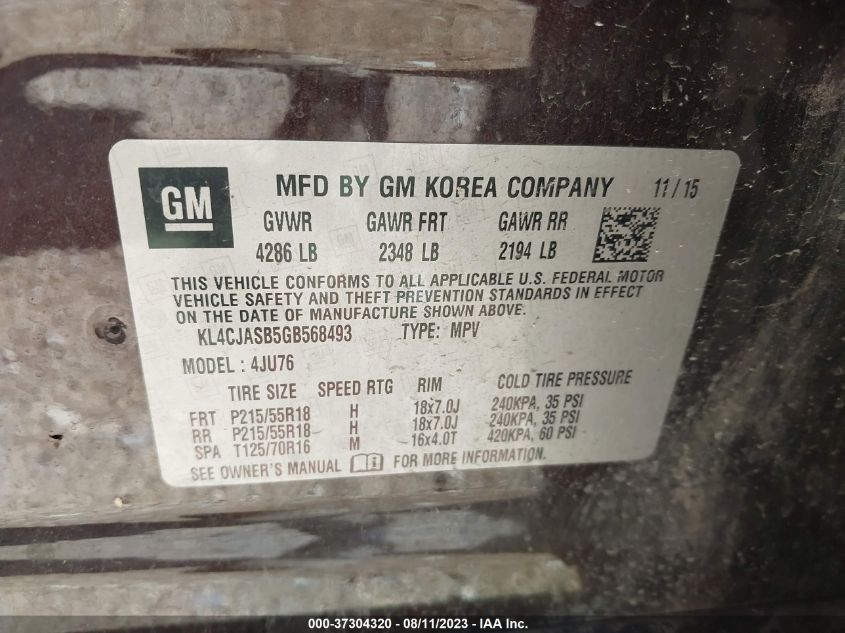 GM
MFD BY GM KOREA COMPANY 11/15
GVWR GAWR FRT GAWR RR
4286 LB 2348 LB 2194 LB
THIS VEHICLE CONFORMS TO ALL APPLICABLE U.S. FEDERAL MOTOR
VEHICLE SAFETY AND THEFT PREVENTION STANDARDS IN EFFECT
ON THE DATE OF MANUFACTURE SHOWN ABOVE.
KL4CJASB5GB568493 TYPE: MPV
MODEL : 4JU76
TIRE SIZE SPEED RTG RIM COLD TIRE PRESSURE
FRT P215/55R18 H 18x7.0J 240KPA, 35 PSI
RR P215/55R18 H 18x7.0J 240KPA, 35 PSI
SPA T125/70R16 M 16x4.0T 420KPA, 60 PSI
SEE OWNER'S MANUAL FOR MORE INFORMATION.
000-37304320 - 08/11/2023 - IAA Inc.